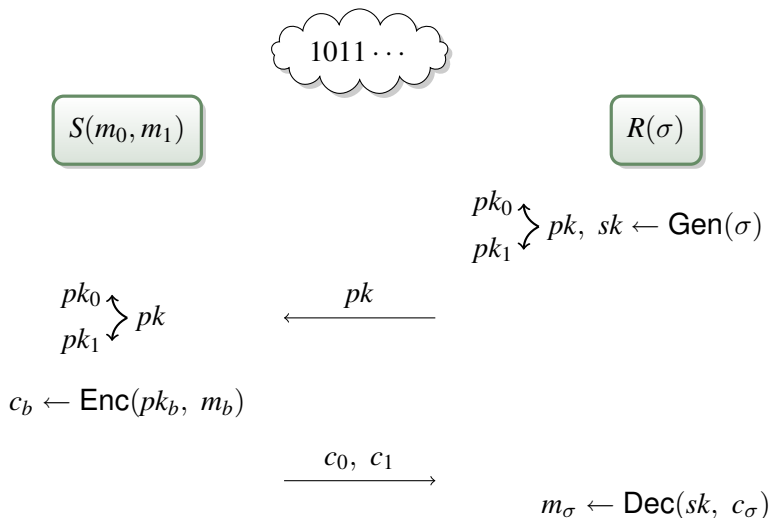 1011 ⋯
S(m₀, m₁)
R(σ)
pk₀
pk₁
pk, sk ← Gen(σ)
pk₀
pk₁
pk
pk
c_b ← Enc(pk_b, m_b)
c₀, c₁
m_σ ← Dec(sk, c_σ)